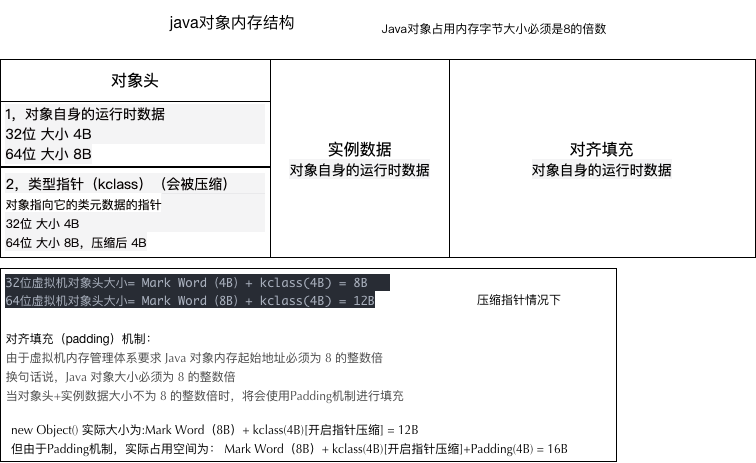 java对象内存结构
Java对象占用内存字节大小必须是8的倍数
对象头
1，对象自身的运行时数据
32位 大小 4B
64位 大小 8B
2，类型指针（kclass）（会被压缩）
对象指向它的类元数据的指针
32位 大小 4B
64位 大小 8B，压缩后 4B
实例数据
对象自身的运行时数据
对齐填充
对象自身的运行时数据
32位虚拟机对象头大小= Mark Word（4B）+ kclass(4B) = 8B
64位虚拟机对象头大小= Mark Word（8B）+ kclass(4B) = 12B
压缩指针情况下
对齐填充（padding）机制：
由于虚拟机内存管理体系要求 Java 对象内存起始地址必须为 8 的整数倍
换句话说，Java 对象大小必须为 8 的整数倍
当对象头+实例数据大小不为 8 的整数倍时，将会使用Padding机制进行填充
new Object() 实际大小为:Mark Word（8B）+ kclass(4B)[开启指针压缩] = 12B
但由于Padding机制，实际占用空间为： Mark Word（8B）+ kclass(4B)[开启指针压缩]+Padding(4B) = 16B